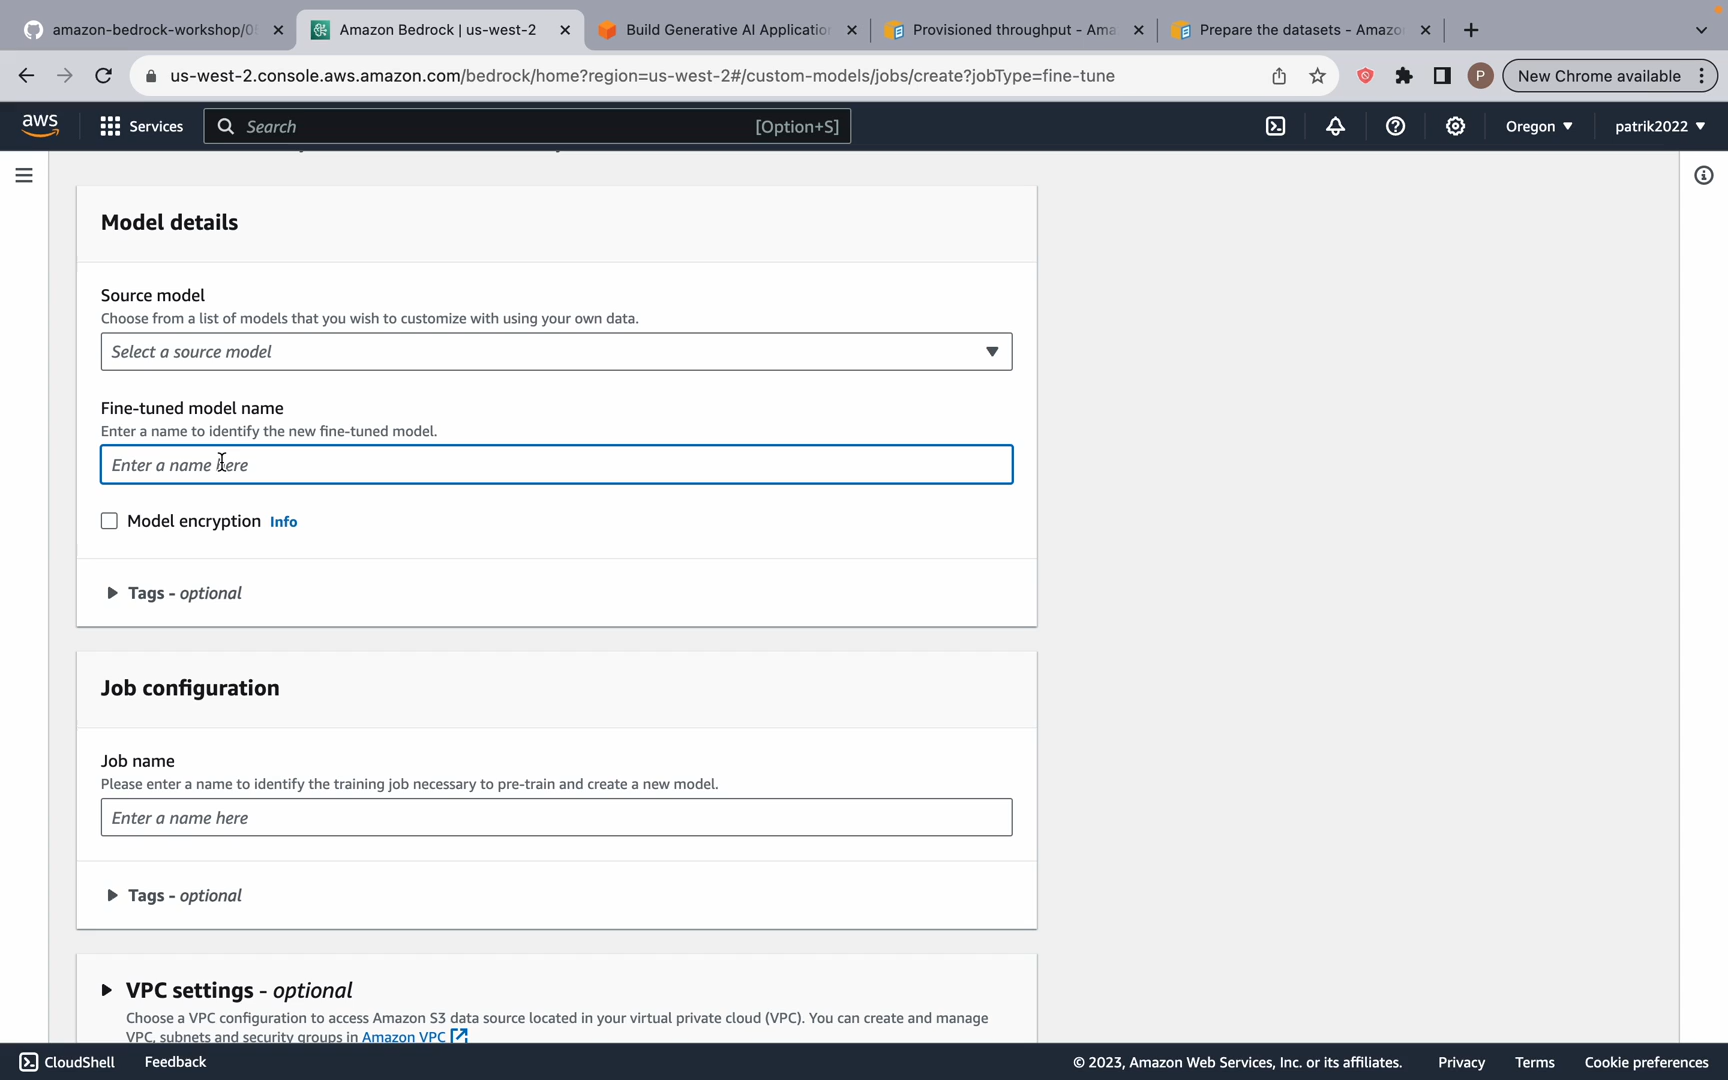 amazon-bedrock-workshop/0
Amazon Bedrock | us-west-2
Build Generative AI Applicatio
Provisioned throughput - Ama
Prepare the datasets - Amazo
us-west-2.console.aws.amazon.com/bedrock/home?region=us-west-2#/custom-models/jobs/create?jobType=fine-tune
P
New Chrome available
aws
Services
Search
[Option+S]
Oregon
patrik2022
Model details
Source model
Choose from a list of models that you wish to customize with using your own data.
Select a source model
Fine-tuned model name
Enter a name to identify the new fine-tuned model.
Enter a name here
Model encryption Info
Tags - optional
Job configuration
Job name
Please enter a name to identify the training job necessary to pre-train and create a new model.
Enter a name here
Tags - optional
VPC settings - optional
Choose a VPC configuration to access Amazon S3 data source located in your virtual private cloud (VPC). You can create and manage
VPC, subnets and security groups in Amazon VPC
CloudShell
Feedback
© 2023, Amazon Web Services, Inc. or its affiliates.
Privacy
Terms
Cookie preferences